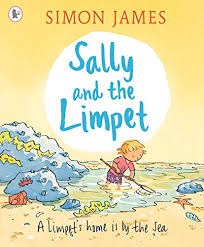 SIMON JAMES
Sally
and the
Limpet
A limpet's home is by the sea